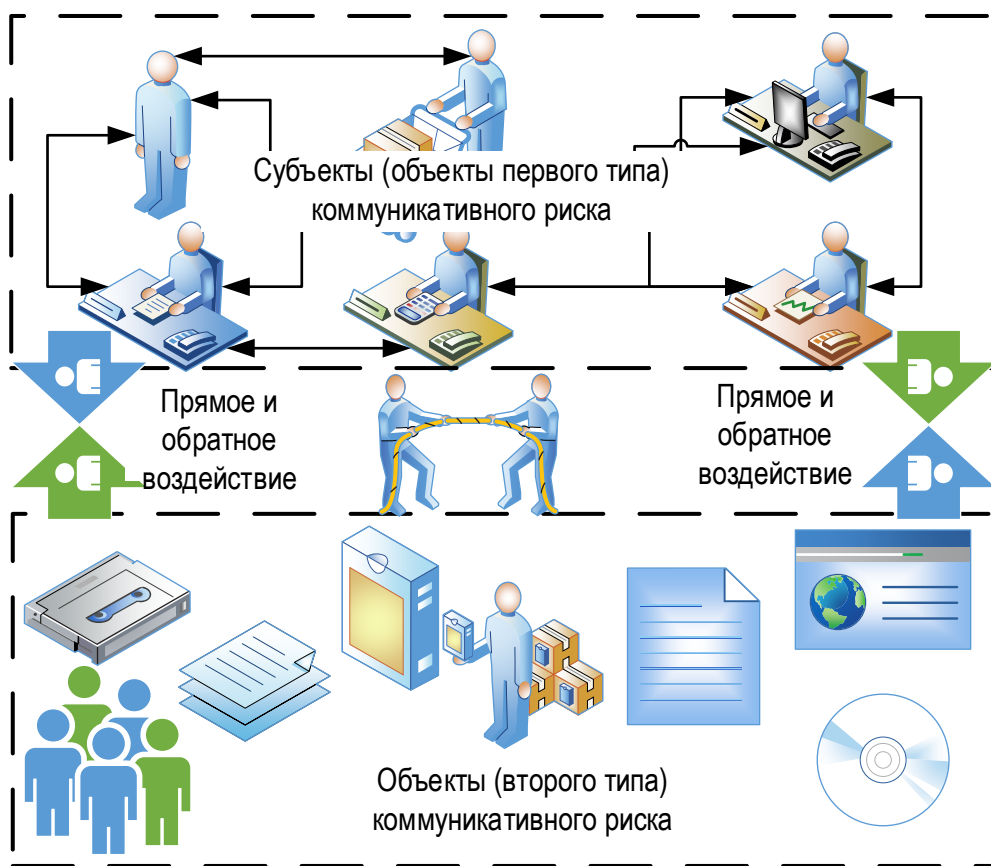 Субъекты (объекты первого типа)
коммуникативного риска
Прямое и
обратное
воздействие
Прямое и
обратное
воздействие
Объекты (второго типа)
коммуникативного риска